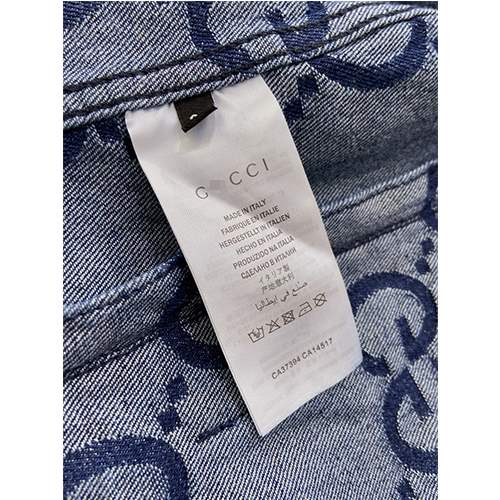 GUCCI
MADE IN ITALY
FABRIQUÉ EN ITALIE
HERGESTELLT IN ITALIEN
HECHO EN ITALIA
PRODUZIDO NA ITÁLIA
СДЕЛАНО В ИТАЛИИ
イタリア製
产地意大利
صنع في إيطاليا
CA37394 CA14517